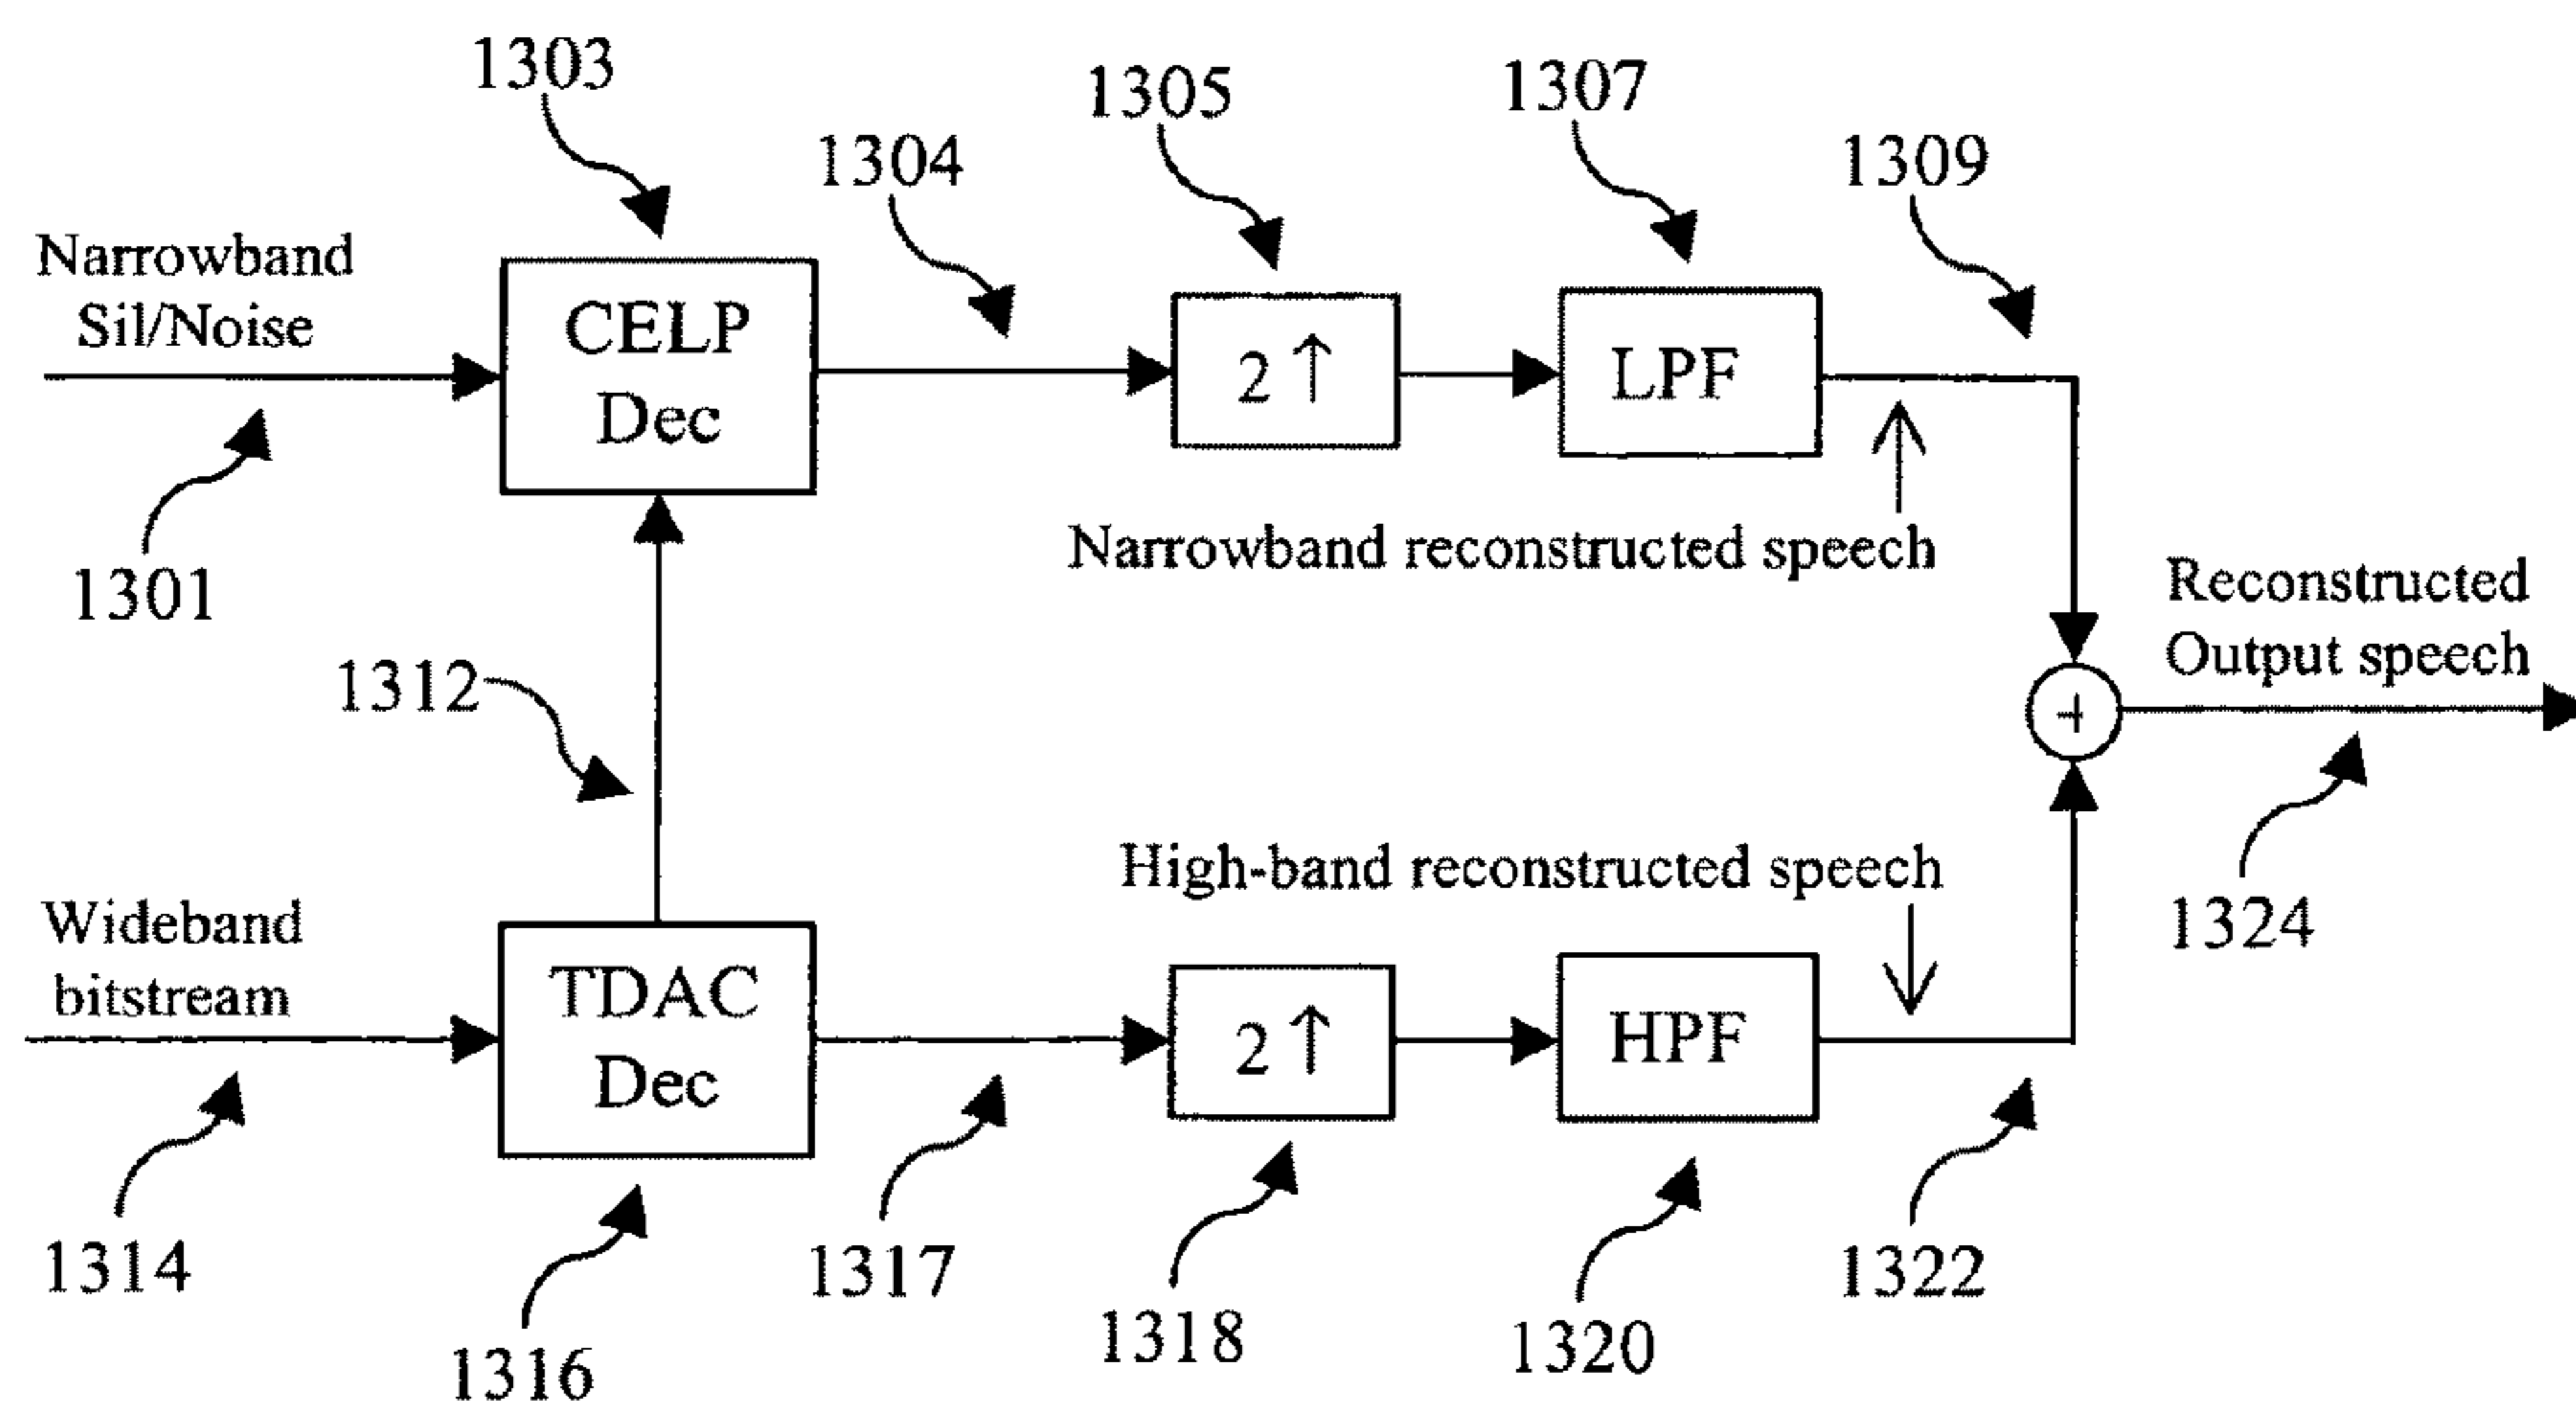 1303
1305
1307
1304
1309
Narrowband
Sil/Noise
CELP
Dec
2↑
LPF
1301
Narrowband reconstructed speech
Reconstructed
Output speech
1312
+
High-band reconstructed speech
1324
Wideband
bitstream
TDAC
Dec
2↑
HPF
1314
1317
1322
1318
1320
1316